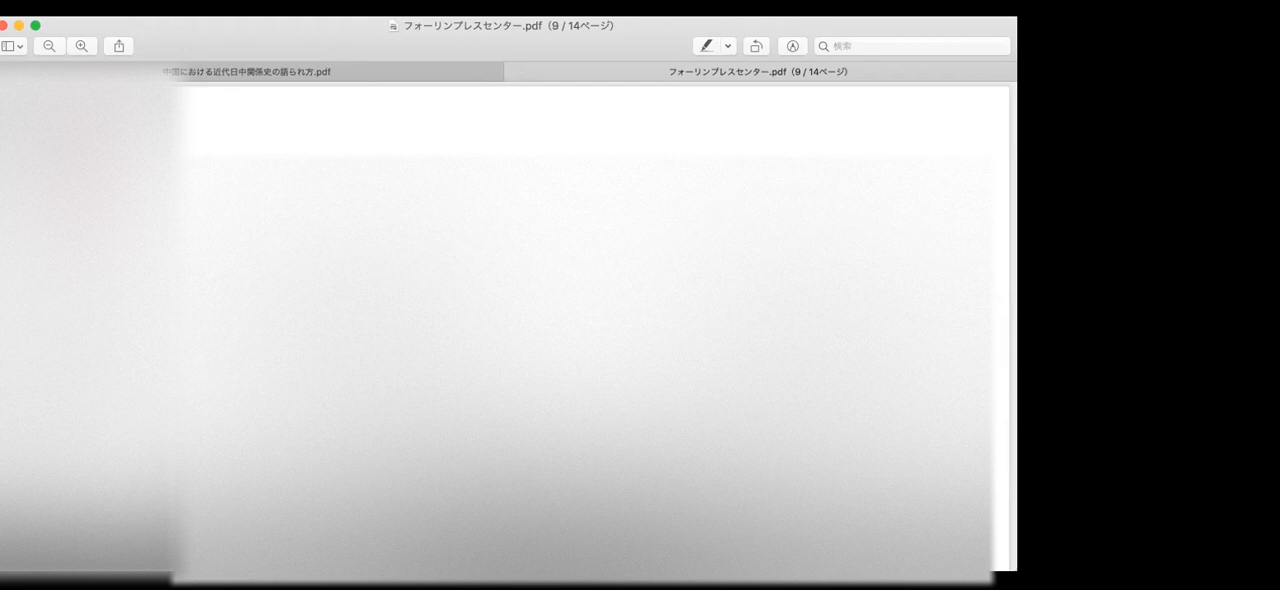 フォーリンプレスセンター.pdf（9 / 14ページ）
検索
中国における近代日中関係史の語られ方.pdf
フォーリンプレスセンター.pdf（9 / 14ページ）